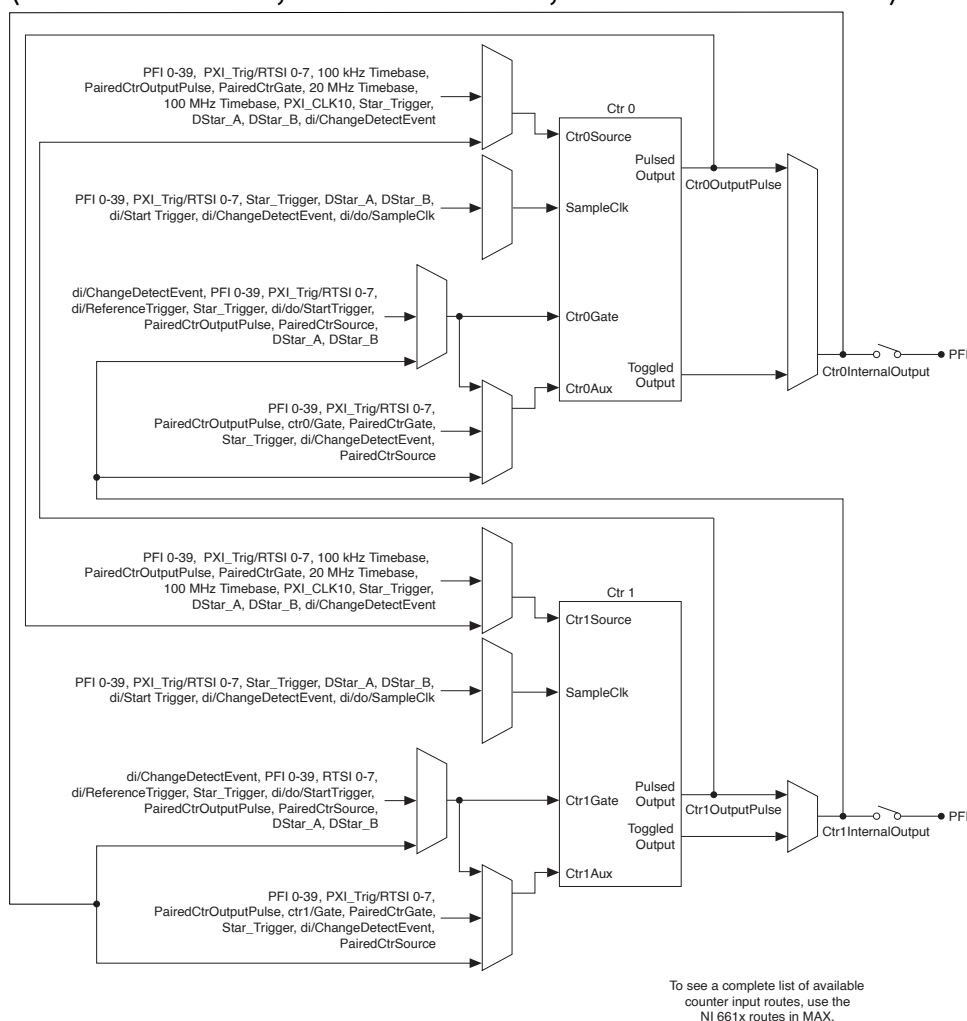 PFI 0-39, PXI_Trig/RTSI 0-7, 100 kHz Timebase,
PairedCtrOutputPulse, PairedCtrGate, 20 MHz Timebase,
100 MHz Timebase, PXI_CLK10, Star_Trigger,
DStar_A, DStar_B, di/ChangeDetectEvent
Ctr 0
Ctr0Source
Pulsed
Output
Ctr0OutputPulse
PFI 0-39, PXI_Trig/RTSI 0-7, Star_Trigger, DStar_A, DStar_B,
di/Start Trigger, di/ChangeDetectEvent, di/do/SampleClk
SampleClk
di/ChangeDetectEvent, PFI 0-39, PXI_Trig/RTSI 0-7,
di/ReferenceTrigger, Star_Trigger, di/do/StartTrigger,
PairedCtrOutputPulse, PairedCtrSource,
DStar_A, DStar_B
Ctr0Gate
Toggled
Output
PFI
Ctr0InternalOutput
Ctr0Aux
PFI 0-39, PXI_Trig/RTSI 0-7,
PairedCtrOutputPulse, ctr0/Gate, PairedCtrGate,
Star_Trigger, di/ChangeDetectEvent,
PairedCtrSource
PFI 0-39, PXI_Trig/RTSI 0-7, 100 kHz Timebase,
PairedCtrOutputPulse, PairedCtrGate, 20 MHz Timebase,
100 MHz Timebase, PXI_CLK10, Star_Trigger,
DStar_A, DStar_B, di/ChangeDetectEvent
Ctr 1
Ctr1Source
PFI 0-39, PXI_Trig/RTSI 0-7, Star_Trigger, DStar_A, DStar_B,
di/Start Trigger, di/ChangeDetectEvent, di/do/SampleClk
SampleClk
di/ChangeDetectEvent, PFI 0-39, RTSI 0-7,
di/ReferenceTrigger, Star_Trigger, di/do/StartTrigger,
PairedCtrOutputPulse, PairedCtrSource,
DStar_A, DStar_B
Ctr1Gate
Pulsed
Output
Ctr1OutputPulse
Toggled
Output
PFI
Ctr1InternalOutput
Ctr1Aux
PFI 0-39, PXI_Trig/RTSI 0-7,
PairedCtrOutputPulse, ctr1/Gate, PairedCtrGate,
Star_Trigger, di/ChangeDetectEvent,
PairedCtrSource
To see a complete list of available
counter input routes, use the
NI 661x routes in MAX.